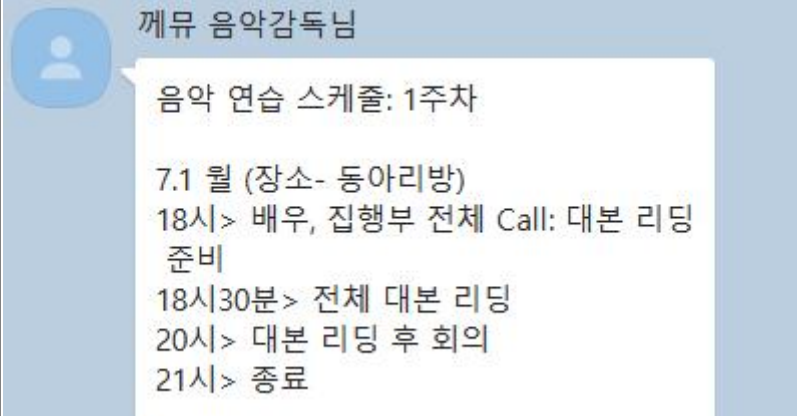 께뮤 음악감독님
음악 연습 스케줄: 1주차
7.1 월 (장소- 동아리방)
18시> 배우, 집행부 전체 Call: 대본 리딩
준비
18시30분> 전체 대본 리딩
20시> 대본 리딩 후 회의
21시> 종료